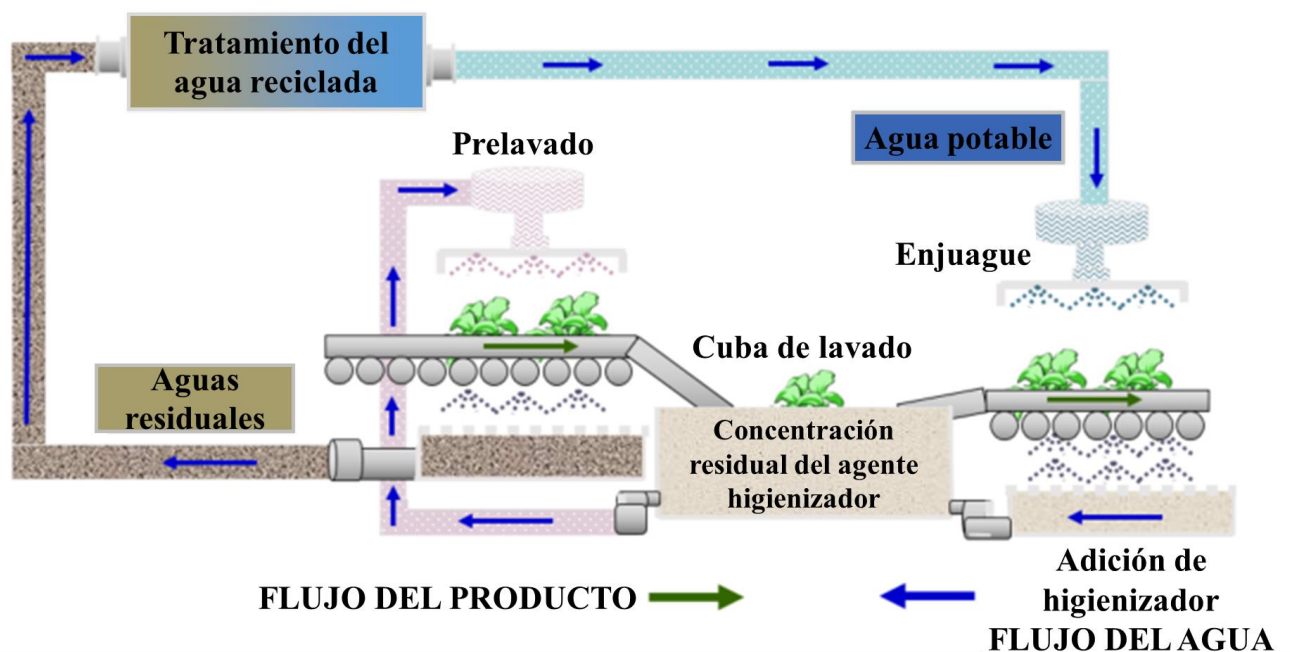 Tratamiento del
agua reciclada
Agua potable
Prelavado
Enjuague
Cuba de lavado
Aguas
residuales
Concentración
residual del agente
higienizador
Adición de
higienizador
FLUJO DEL PRODUCTO
FLUJO DEL AGUA